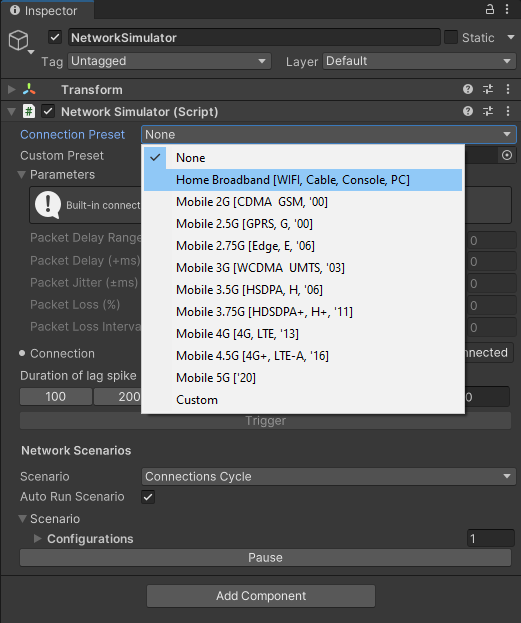 Inspector
NetworkSimulator
Static
Tag Untagged Layer Default
Transform
# Network Simulator (Script)
Connection Preset None
Custom Preset
None
Parameters
Home Broadband [WIFI, Cable, Console, PC]
Mobile 2G [CDMA GSM, '00]
Built-in connect
Mobile 2.5G [GPRS, G, '00]
Packet Delay Range
Mobile 2.75G [Edge, E, '06] 0
Packet Delay (+ms)
Mobile 3G [WCDMA UMTS, '03] 0
Packet Jitter (±ms)
Mobile 3.5G [HSDPA, H, '06] 0
Packet Loss (%)
Mobile 3.75G [HDSDPA+, H+, '11] 0
Packet Loss Interva
Mobile 4G [4G, LTE, '13] 0
Connection
Mobile 4.5G [4G+, LTE-A, '16] nnected
Duration of lag spike
Mobile 5G ['20]
100 200 Custom 0
Trigger
Network Scenarios
Scenario Connections Cycle
Auto Run Scenario
Scenario
Configurations 1
Pause
Add Component